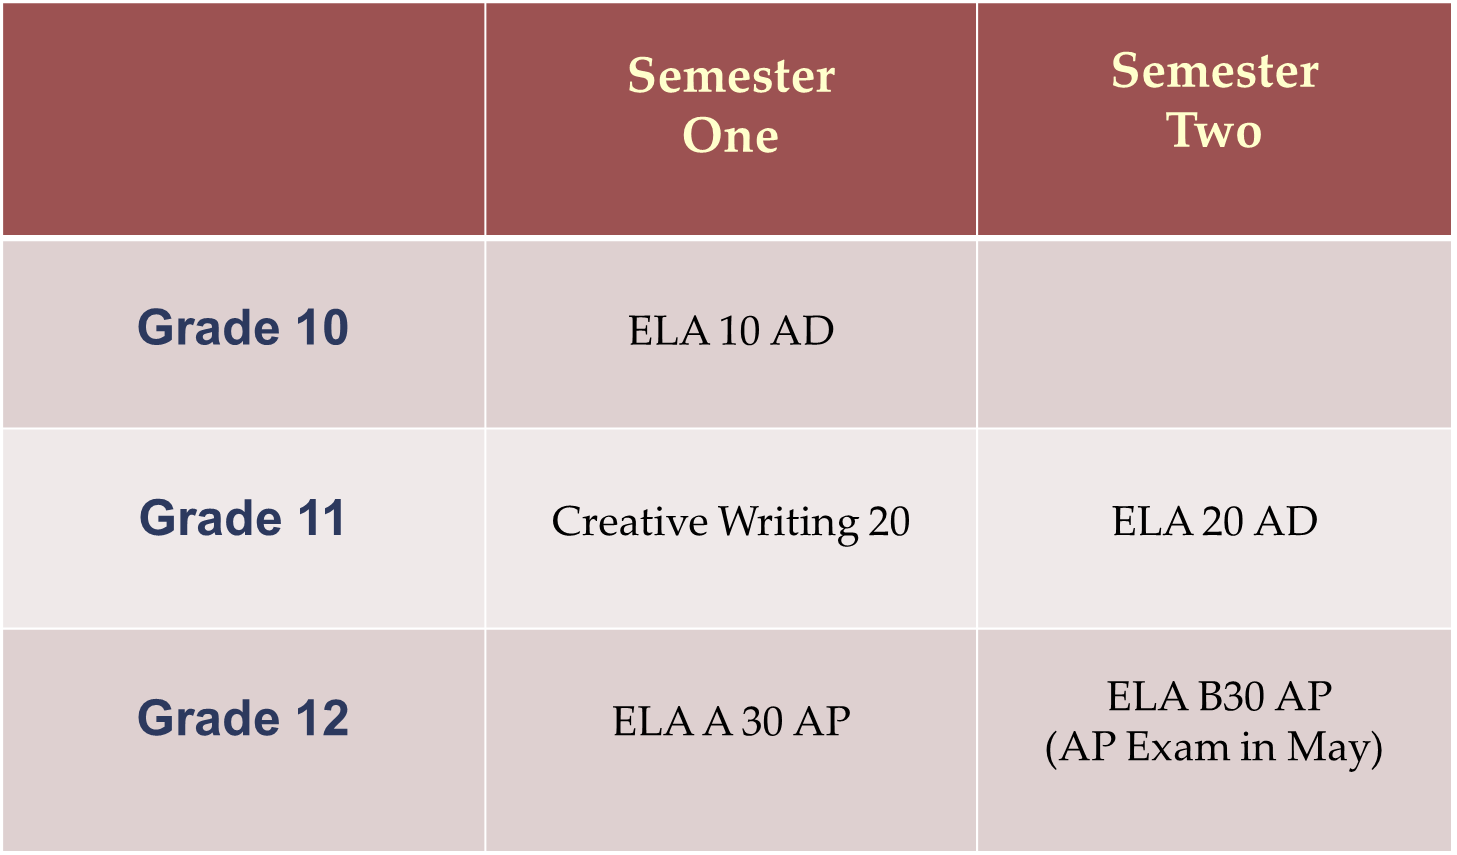 Semester
One
Semester
Two
Grade 10
ELA 10 AD
Grade 11
Creative Writing 20
ELA 20 AD
Grade 12
ELA A 30 AP
ELA B30 AP
(AP Exam in May)